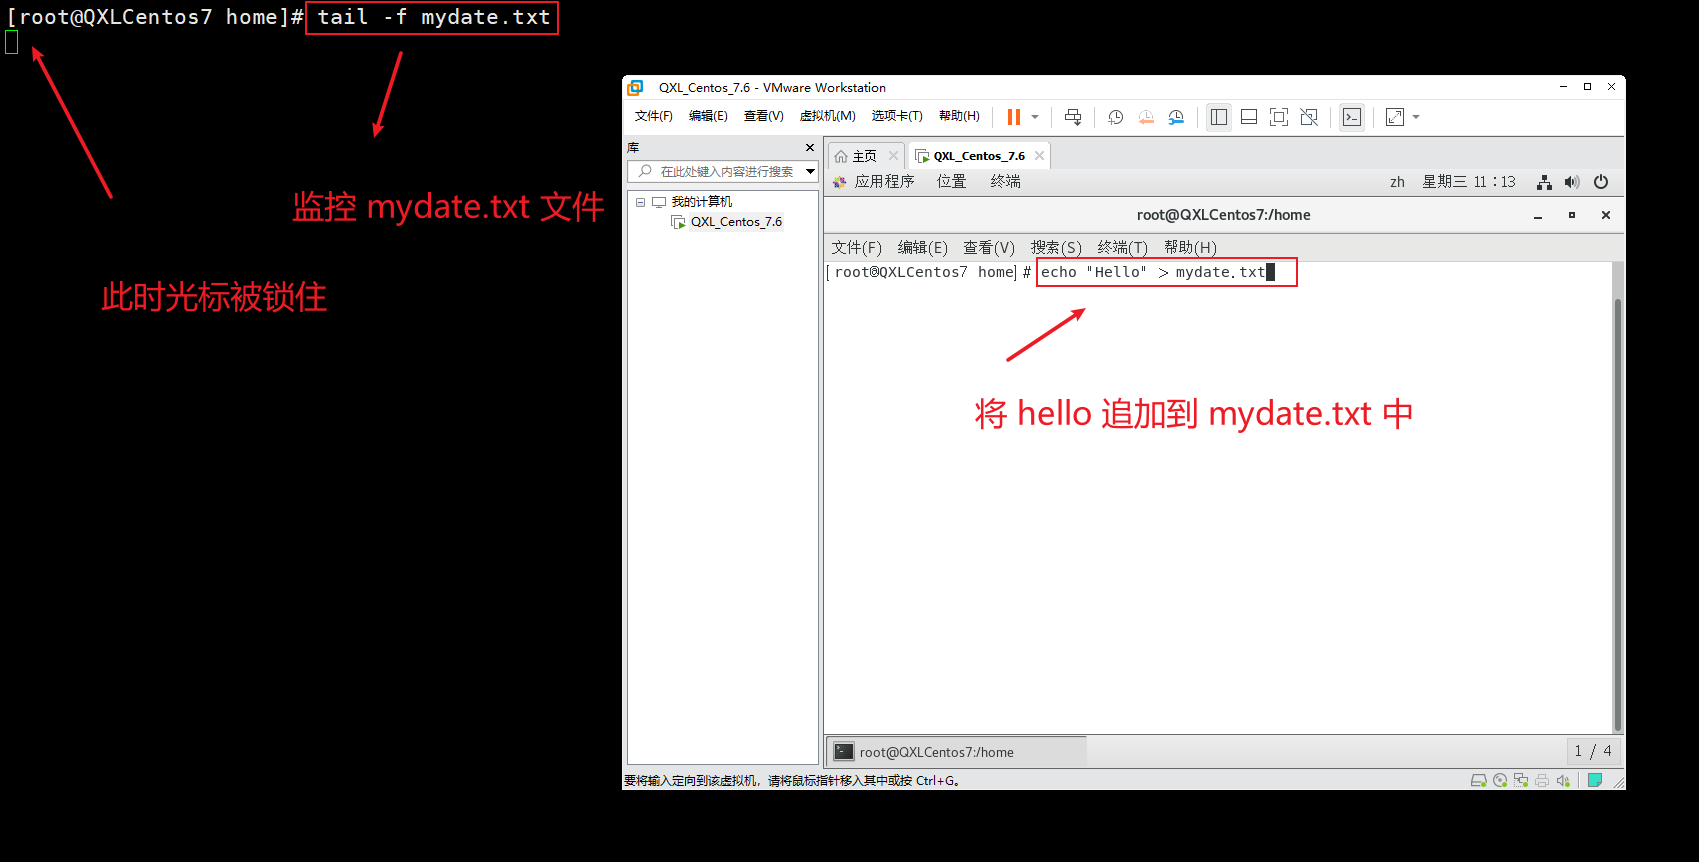 [root@QXLCentos7 home]# tail -f mydate.txt
监控 mydate.txt 文件
此时光标被锁住
QXL_Centos_7.6 - VMware Workstation
文件(F) 编辑(E) 查看(V) 虚拟机(M) 选项卡(T) 帮助(H)
库
在此处键入内容进行搜索
我的计算机
QXL_Centos_7.6
主页 QXL_Centos_7.6
应用程序 位置 终端 zh 星期三 11：13
root@QXLCentos7:/home
文件(F) 编辑(E) 查看(V) 搜索(S) 终端(T) 帮助(H)
[root@QXLCentos7 home]# echo "Hello" > mydate.txt
将 hello 追加到 mydate.txt 中
root@QXLCentos7:/home 1 / 4
要将输入定向到该虚拟机，请将鼠标指针移入其中或按 Ctrl+G。